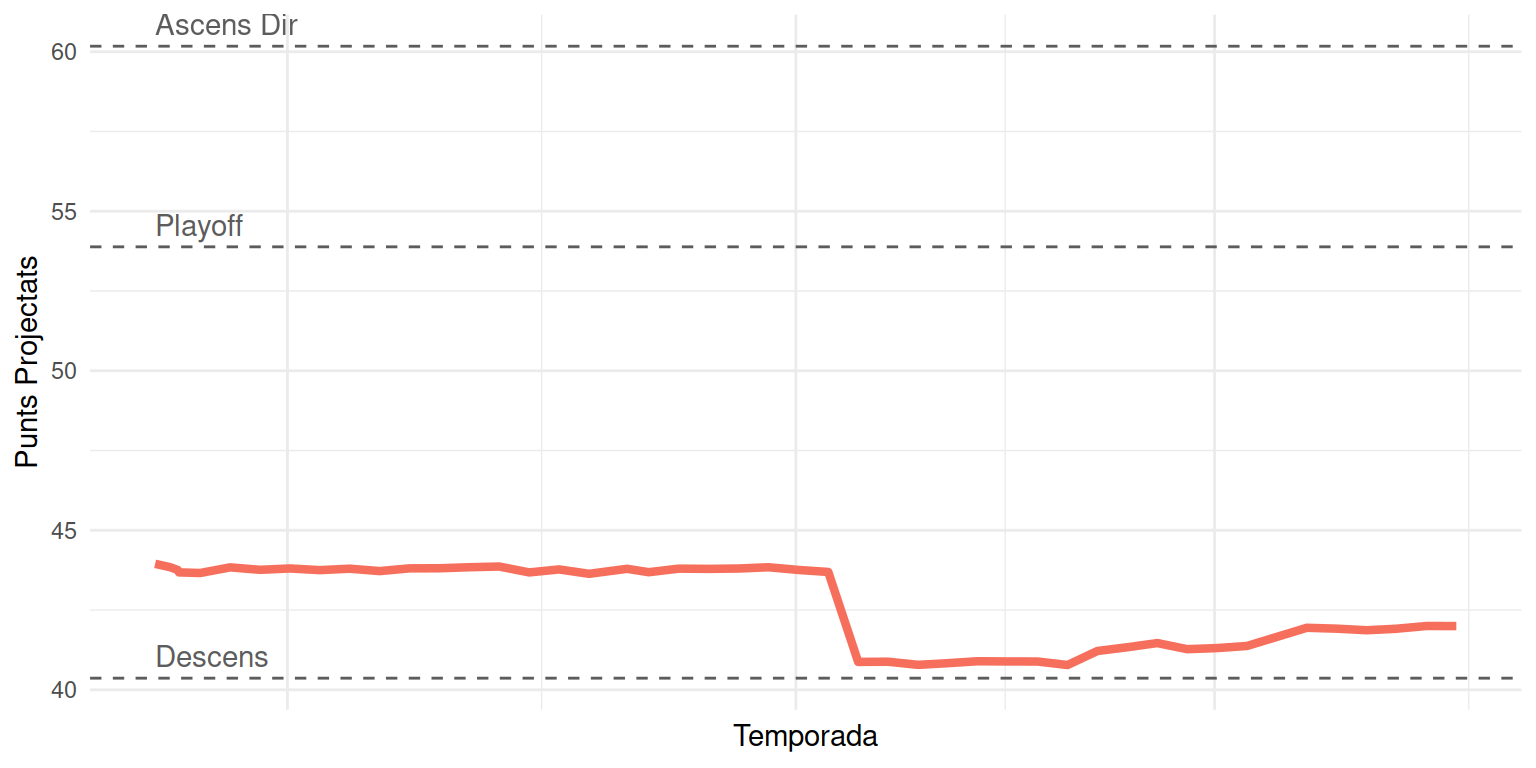 Ascens Dir
60
55
Playoff
Punts Projectats
50
45
Descens
40
Temporada